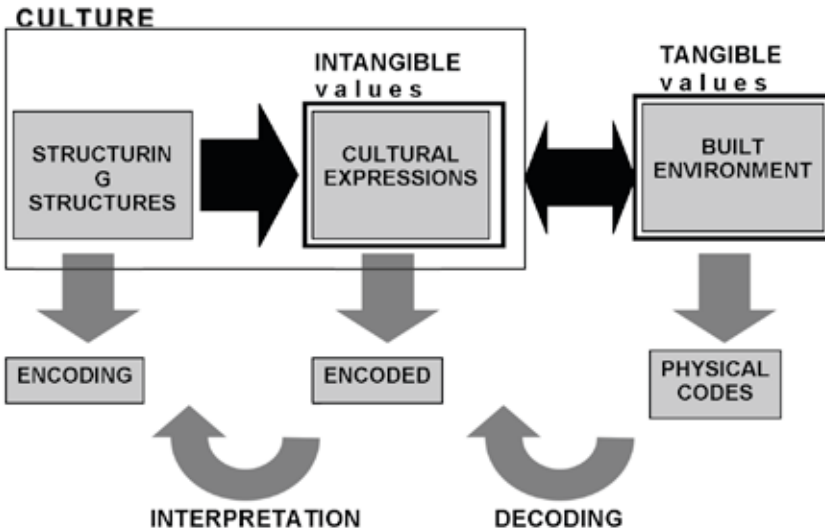 CULTURE
INTANGIBLE
values
TANGIBLE
values
STRUCTURIN
G
STRUCTURES
CULTURAL
EXPRESSIONS
BUILT
ENVIRONMENT
ENCODING
ENCODED
PHYSICAL
CODES
INTERPRETATION
DECODING